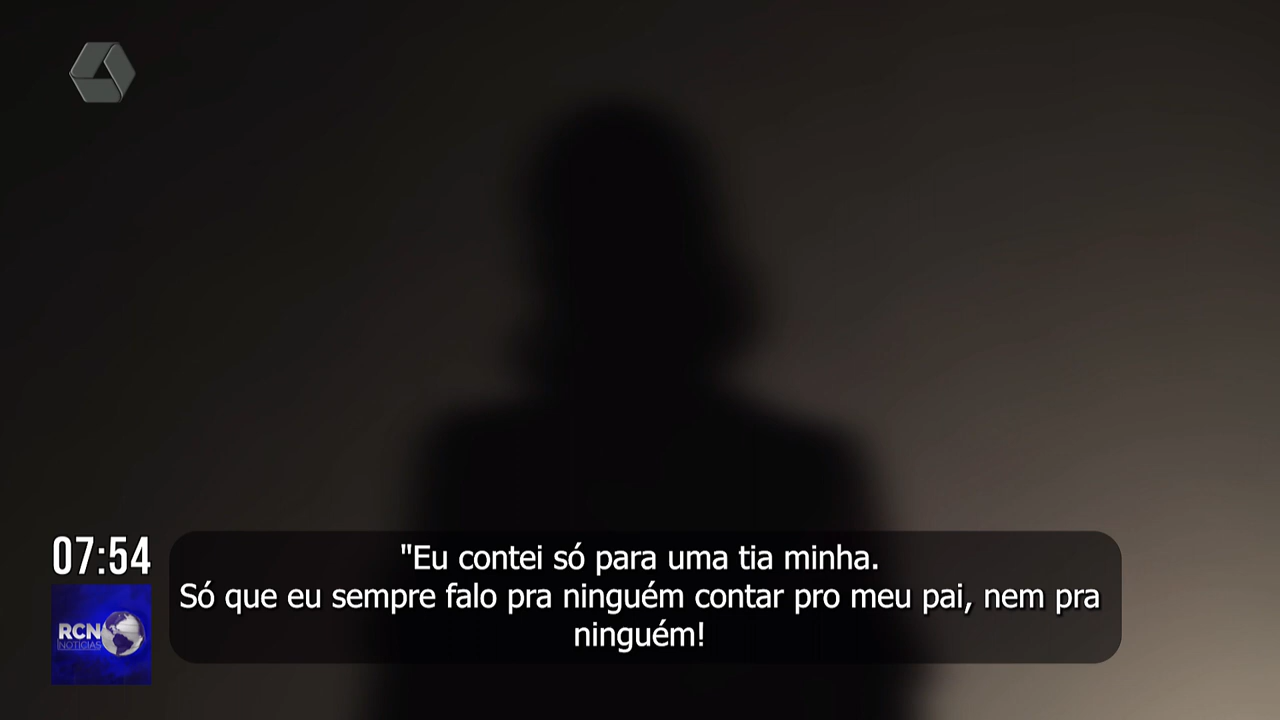 07:54
RCN
NOTÍCIAS
"Eu contei só para uma tia minha.
Só que eu sempre falo pra ninguém contar pro meu pai, nem pra
ninguém!